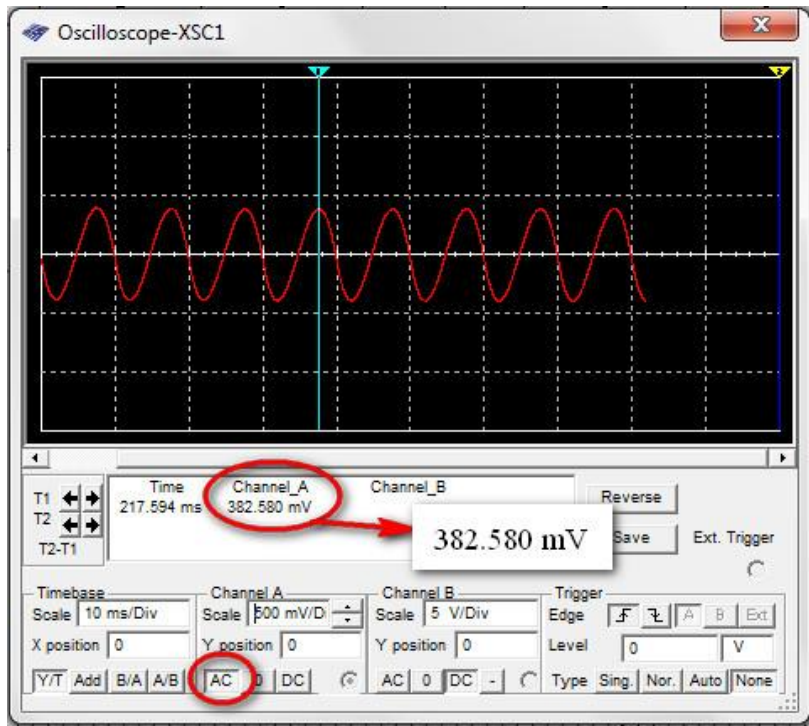 Oscilloscope-XSC1
1 2
Time Channel_A Channel_B
T1 217.594 ms 382.580 mV
T2
T2-T1
Reverse
Save Ext. Trigger
382.580 mV
Timebase Channel A Channel B Trigger
Scale 10 ms/Div Scale 500 mV/D Scale 5 V/Div Edge A B Ext
X position 0 Y position 0 Y position 0 Level 0 V
Y/T Add B/A A/B AC 0 DC AC 0 DC - Type Sing. Nor. Auto None